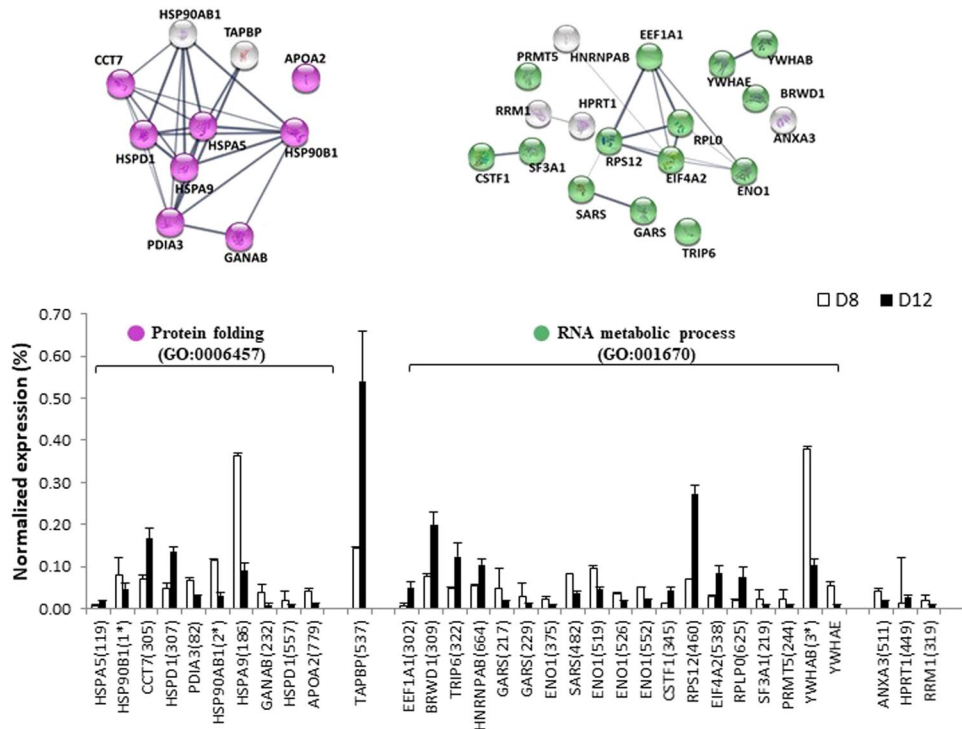 HSP90AB1
TAPBP
APOA2
CCT7
HSPD1
HSPA5
HSP90B1
HSPA9
PDIA3
GANAB
EEF1A1
HNRNPAB
PRMT5
YWHAB
YWHAE
BRWD1
RRM1
HPRT1
RPL0
ANXA3
RPS12
CSTF1
SF3A1
EIF4A2
ENO1
SARS
GARS
TRIP6
D8 D12
Normalized expression (%)
0.70
0.60
0.50
0.40
0.30
0.20
0.10
0.00
Protein folding
(GO:0006457)
RNA metabolic process
(GO:001670)
HSPA5(119)
HSP90B1(1*)
CCT7(305)
HSPD1(307)
PDIA3(82)
HSP90AB1(2*)
HSPA9(186)
GANAB(232)
HSPD1(557)
APOA2(779)
TAPBP(537)
EEF1A1(302)
BRWD1(309)
TRIP6(322)
HNRNPAB(664)
GARS(217)
GARS(229)
ENO1(375)
SARS(482)
ENO1(519)
ENO1(526)
ENO1(552)
CSTF1(345)
RPS12(460)
EIF4A2(538)
RPLP0(625)
SF3A1(219)
PRMT5(244)
YWHAB(3*)
YWHAE
ANXA3(511)
HPRT1(449)
RRM1(319)